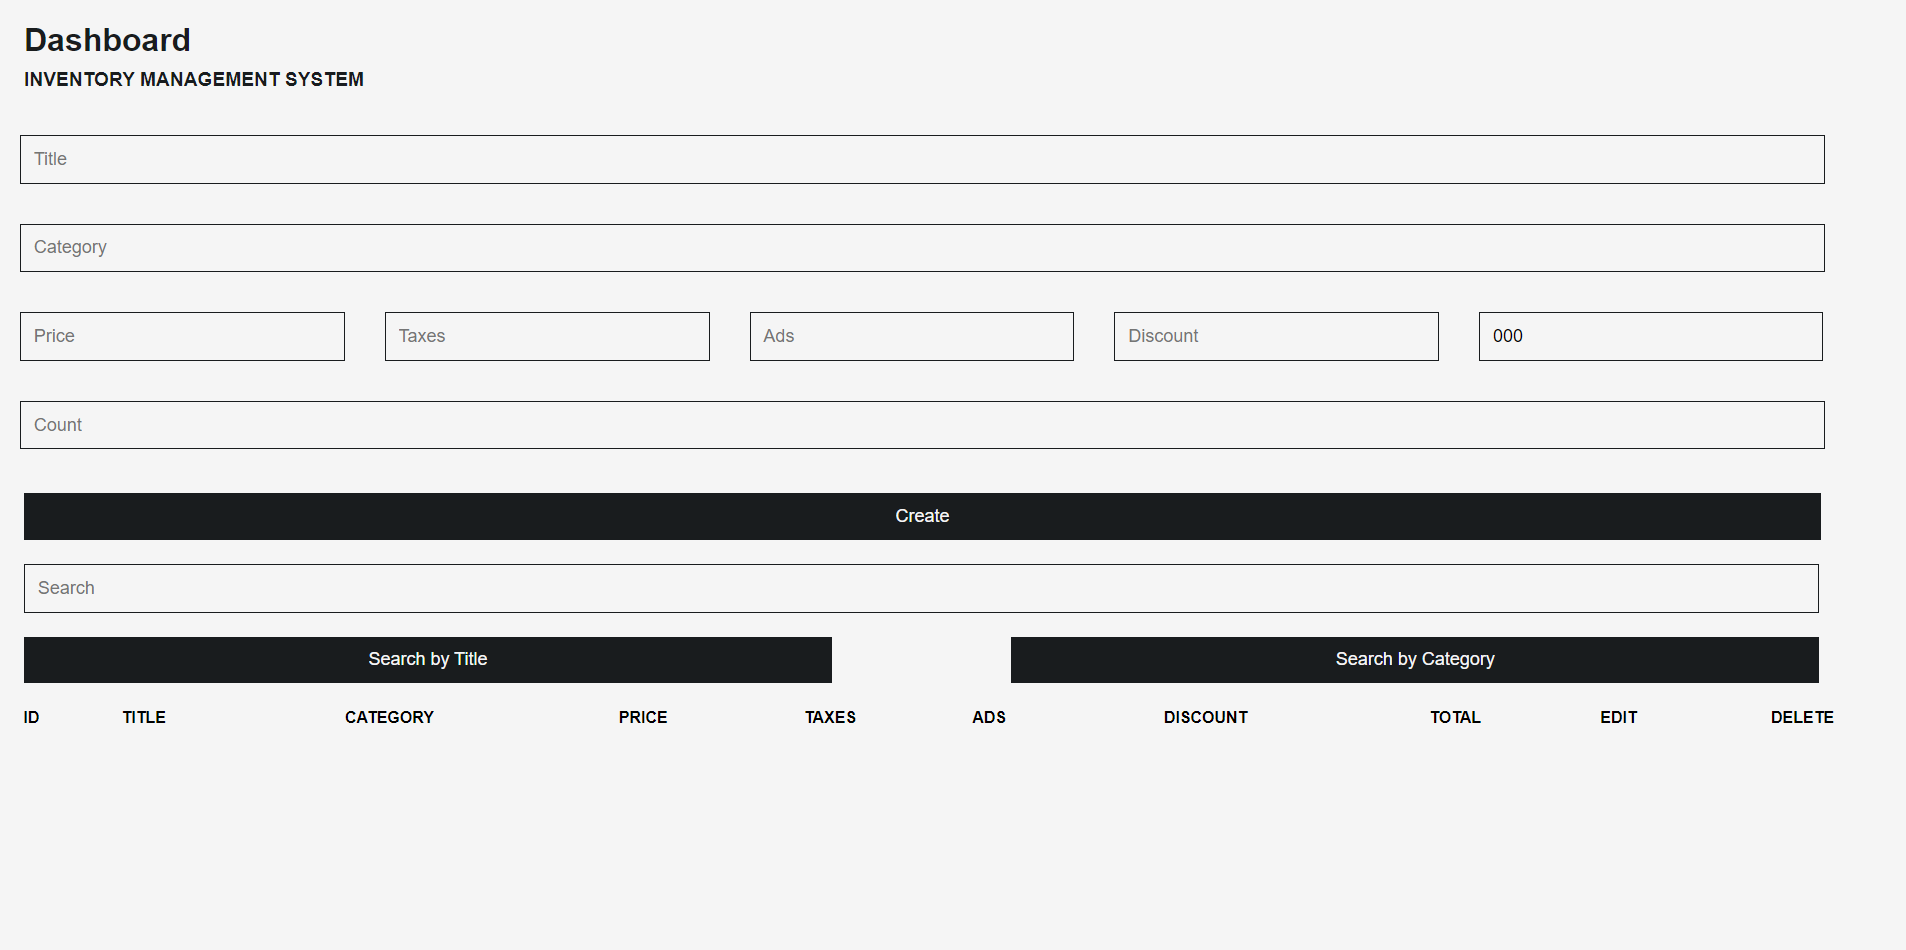 Dashboard
INVENTORY MANAGEMENT SYSTEM
Title
Category
Price Taxes Ads Discount 000
Count
Create
Search
Search by Title Search by Category
ID TITLE CATEGORY PRICE TAXES ADS DISCOUNT TOTAL EDIT DELETE